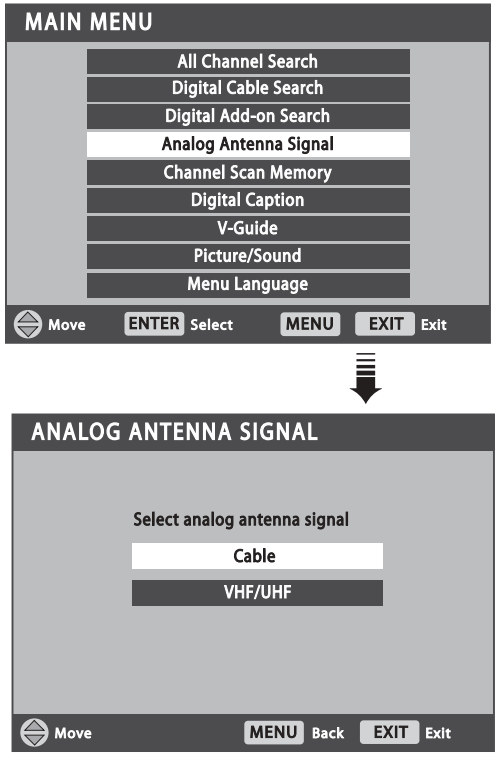 MAIN MENU
All Channel Search
Digital Cable Search
Digital Add-on Search
Analog Antenna Signal
Channel Scan Memory
Digital Caption
V-Guide
Picture/Sound
Menu Language
Move ENTER Select MENU EXIT Exit
ANALOG ANTENNA SIGNAL
Select analog antenna signal
Cable
VHF/UHF
Move MENU Back EXIT Exit